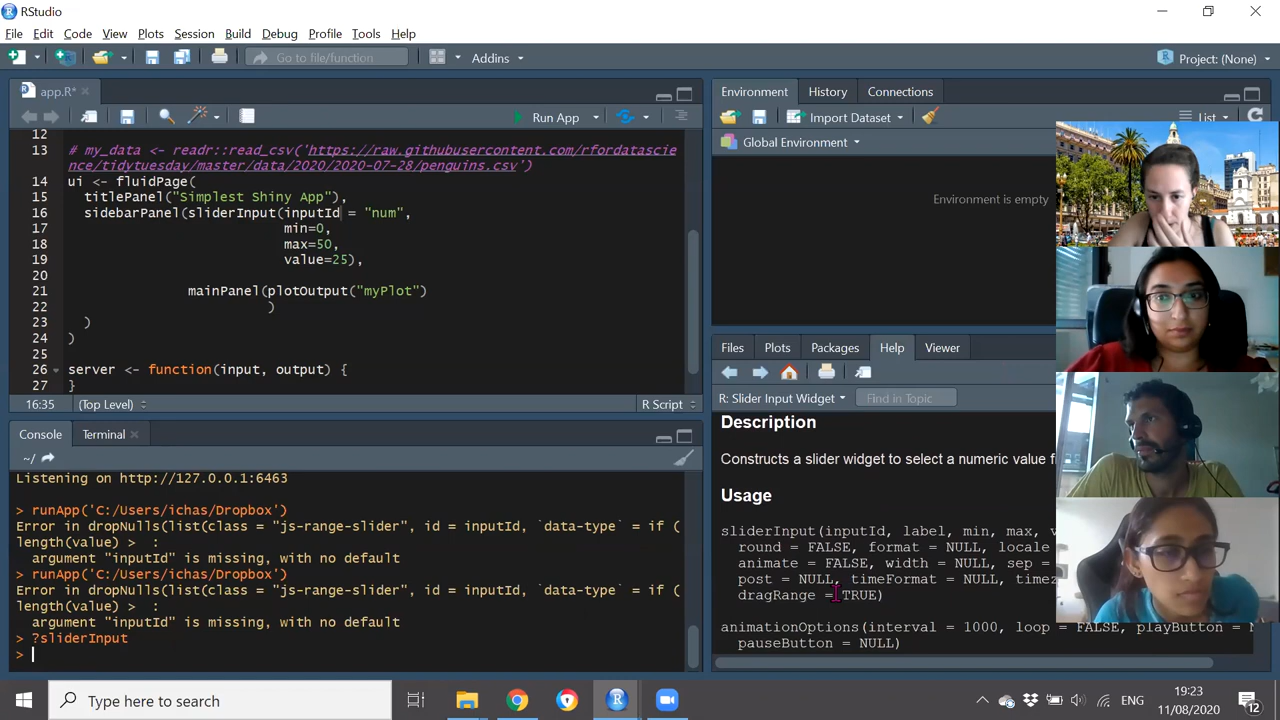 RStudio
File Edit Code View Plots Session Build Debug Profile Tools Help
Go to file/function
Addins
Project: (None)
app.R*
Run App
12
13 # my_data <- readr::read_csv('https://raw.githubusercontent.com/rfordatascie
nce/tidytuesday/master/data/2020/2020-07-28/penguins.csv')
14 ui <- fluidPage(
15 titlePanel("Simplest Shiny App"),
16 sidebarPanel(sliderInput(inputId = "num",
17 min=0,
18 max=50,
19 value=25),
20
21 mainPanel(plotOutput("myPlot")
22 )
23 )
24 )
25
26 server <- function(input, output) {
27 }
16:35 (Top Level) R Script
Console Terminal
~/
Listening on http://127.0.0.1:6463
> runApp('C:/Users/ichas/Dropbox')
Error in dropNulls(list(class = "js-range-slider", id = inputId, `data-type` = if (
length(value) > :
argument "inputId" is missing, with no default
> runApp('C:/Users/ichas/Dropbox')
Error in dropNulls(list(class = "js-range-slider", id = inputId, `data-type` = if (
length(value) > :
argument "inputId" is missing, with no default
> ?sliderInput
>
Environment History Connections
Import Dataset List
Global Environment
Environment is empty
Files Plots Packages Help Viewer
R: Slider Input Widget Find in Topic
Description
Constructs a slider widget to select a numeric value f
Usage
sliderInput(inputId, label, min, max, v
round = FALSE, format = NULL, locale
animate = FALSE, width = NULL, sep =
post = NULL, timeFormat = NULL, timez
dragRange = TRUE)
animationOptions(interval = 1000, loop = FALSE, playButton = N
pauseButton = NULL)
Type here to search
ENG
19:23
11/08/2020
12